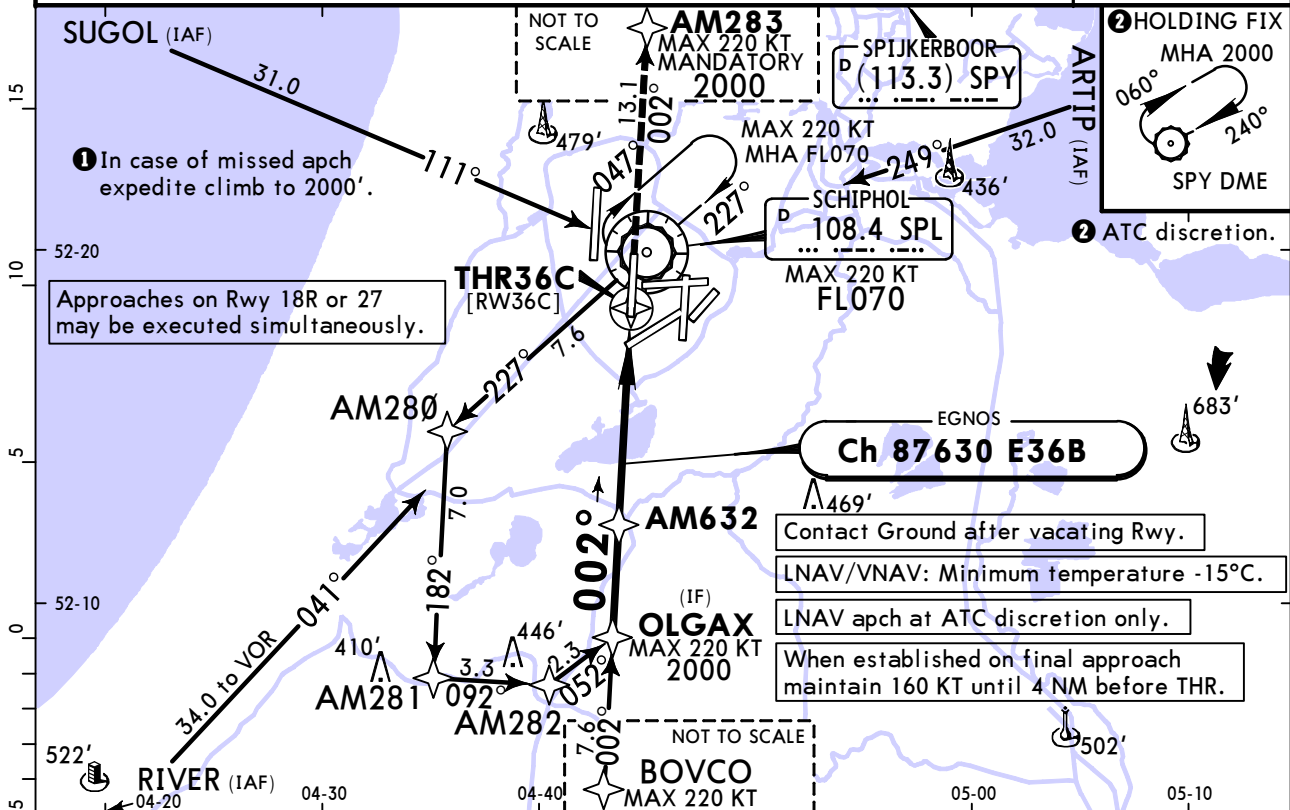 SUGOL (IAF)
31.0
111°
❶ In case of missed apch
expedite climb to 2000'.
NOT TO
SCALE
AM283
MAX 220 KT
MANDATORY
2000
13.1
002°
479'
SPIJKERBOOR
D (113.3) SPY
ARTIP (IAF)
32.0
249°
436'
❷ HOLDING FIX
MHA 2000
060°
240°
SPY DME
❷ ATC discretion.
MAX 220 KT
MHA FL070
047°
227°
SCHIPHOL
D 108.4 SPL
MAX 220 KT
FL070
15
10
5
0
5
52-20
52-10
THR36C
[RW36C]
Approaches on Rwy 18R or 27
may be executed simultaneously.
7.6
227°
AM280
7.0
182°
683'
EGNOS
Ch 87630 E36B
469'
AM632
002°
Contact Ground after vacating Rwy.
LNAV/VNAV: Minimum temperature -15°C.
LNAV apch at ATC discretion only.
When established on final approach
maintain 160 KT until 4 NM before THR.
(IF)
OLGAX
MAX 220 KT
2000
041°
34.0 to VOR
410'
446'
AM281
3.3
092°
AM282
2.3
052°
7.6
002°
NOT TO SCALE
BOVCO
MAX 220 KT
502'
522'
RIVER (IAF)
04-20
04-30
04-40
05-00
05-10